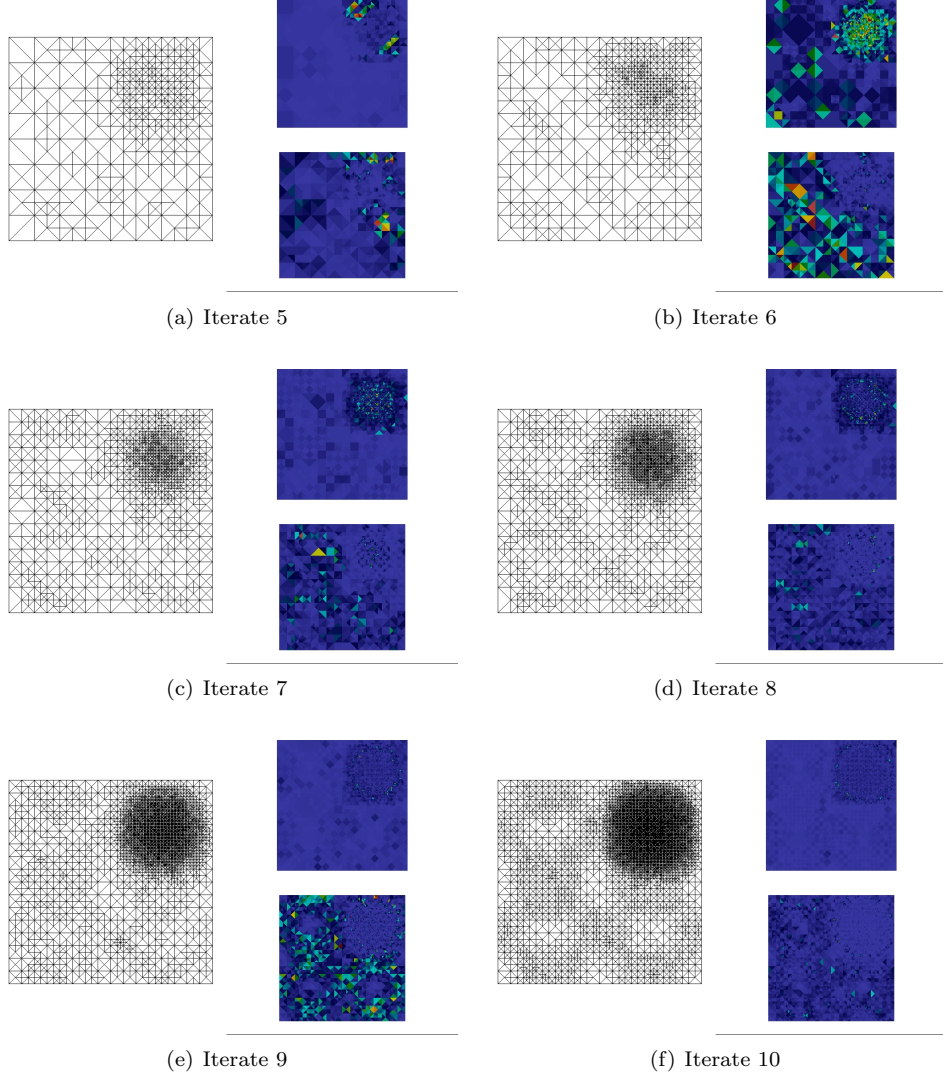 (a) Iterate 5
(b) Iterate 6
(c) Iterate 7
(d) Iterate 8
(e) Iterate 9
(f) Iterate 10